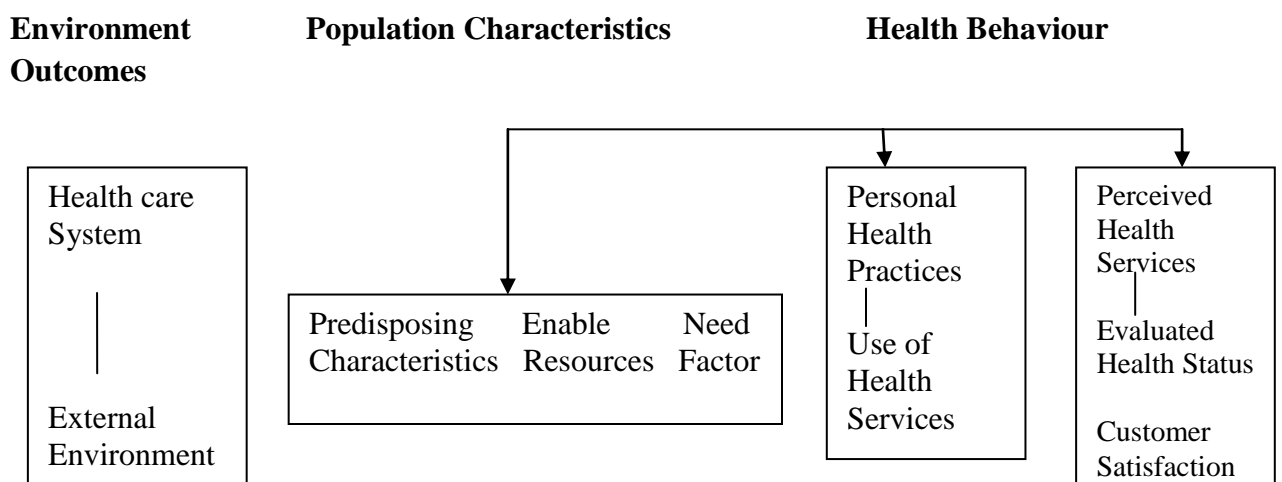 Environment Population Characteristics Health Behaviour
Outcomes
Health care
System
External
Environment
Predisposing Enable Need
Characteristics Resources Factor
Personal
Health
Practices
Use of
Health
Services
Perceived
Health
Services
Evaluated
Health Status
Customer
Satisfaction